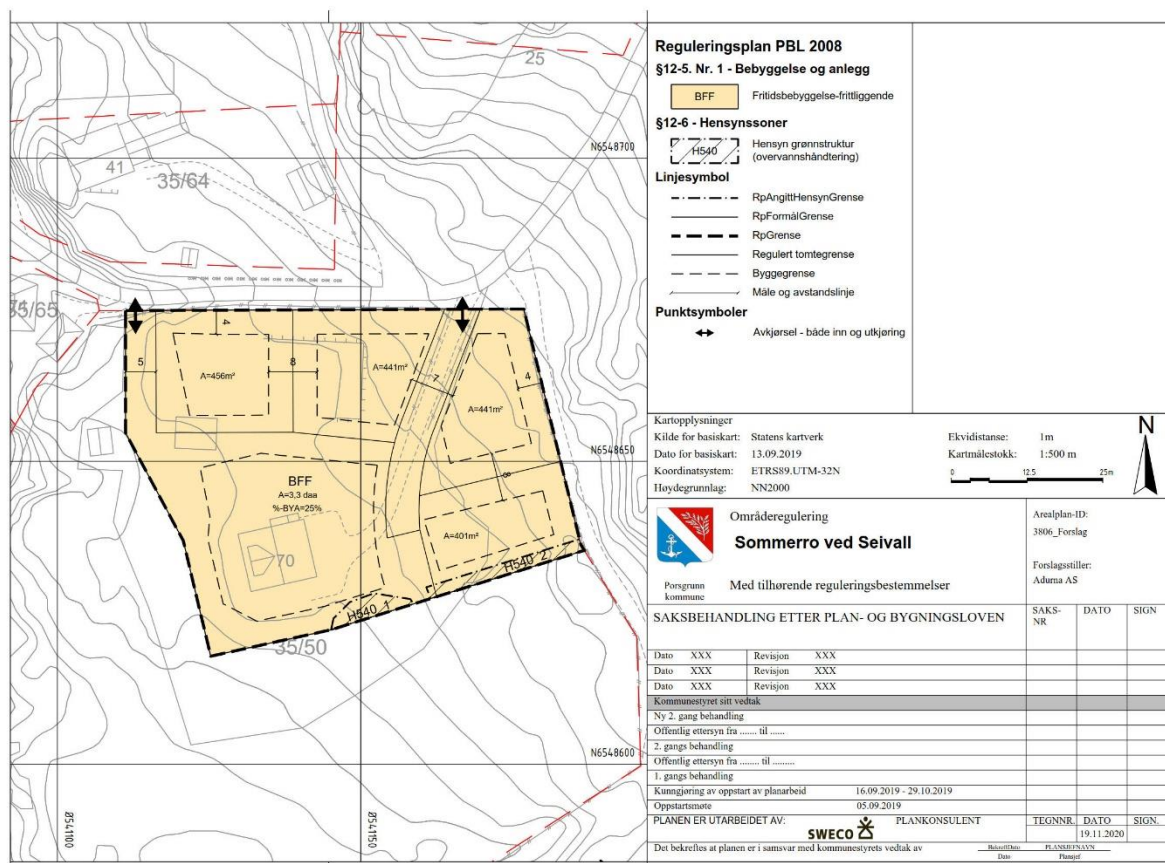 25
41
35/64
N6548700
35/65
4
5
8
A=456m²
A=441m²
7
4
A=441m²
N6548650
BFF
A=3,3 daa
%-BYA=25%
8
A=401m²
70
H540_2
H540_1
35/50
N6548600
Ø541100
Ø541150
Reguleringsplan PBL 2008
§12-5. Nr. 1 - Bebyggelse og anlegg
BFF Fritidsbebyggelse-frittliggende
§12-6 - Hensynssoner
H540 Hensyn grønnstruktur
(overvannshåndtering)
Linjesymbol
RpAngittHensynGrense
RpFormålGrense
RpGrense
Regulert tomtegrense
Byggegrense
Måle og avstandslinje
Punktsymboler
Avkjørsel - både inn og utkjøring
Kartopplysninger
Kilde for basiskart: Statens kartverk
Dato for basiskart: 13.09.2019
Koordinatsystem: ETRS89.UTM-32N
Høydegrunnlag: NN2000
Ekvidistanse: 1m
Kartmålestokk: 1:500 m
0 12.5 25m
N
Porsgrunn
kommune
Områderegulering
Sommerro ved Seivall
Med tilhørende reguleringsbestemmelser
Arealplan-ID:
3806_Forslag
Forslagsstiller:
Adurna AS
SAKSBEHANDLING ETTER PLAN- OG BYGNINGSLOVEN SAKS-
NR DATO SIGN
Dato XXX Revisjon XXX
Dato XXX Revisjon XXX
Dato XXX Revisjon XXX
Kommunestyret sitt vedtak
Ny 2. gang behandling
Offentlig ettersyn fra ........ til ......
2. gangs behandling
Offentlig ettersyn fra ........ til .........
1. gangs behandling
Kunngjøring av oppstart av planarbeid 16.09.2019 - 29.10.2019
Oppstartsmøte 05.09.2019
PLANEN ER UTARBEIDET AV: SWECO PLANKONSULENT TEGNNR. DATO SIGN.
19.11.2020
Det bekreftes at planen er i samsvar med kommunestyrets vedtak av
Dato Plansjef